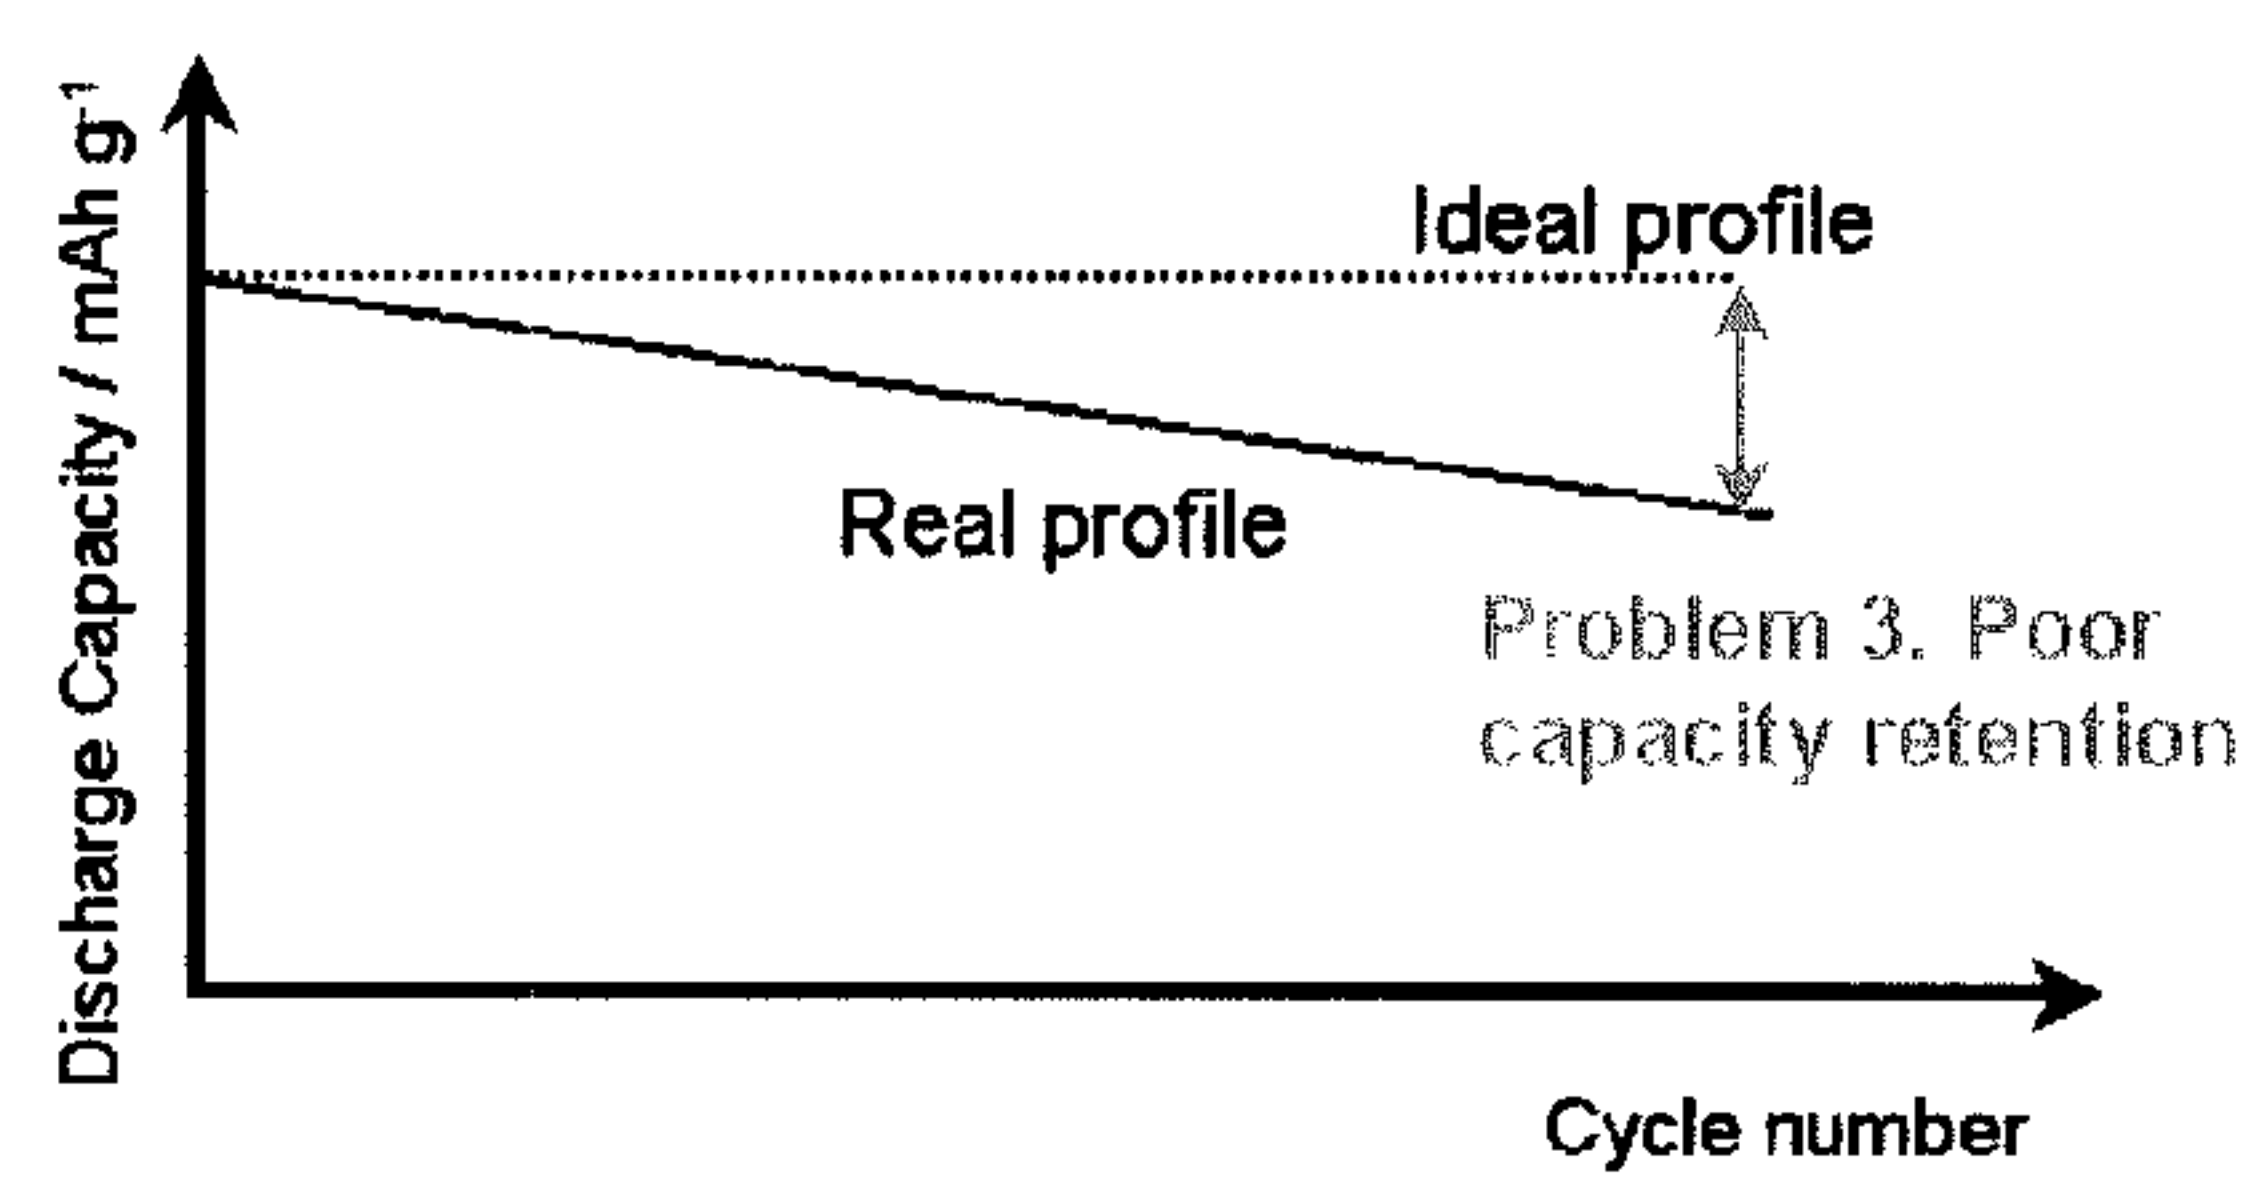 Discharge Capacity / mAh g⁻¹
Ideal profile
Real profile
Problem 3. Poor
capacity retention
Cycle number